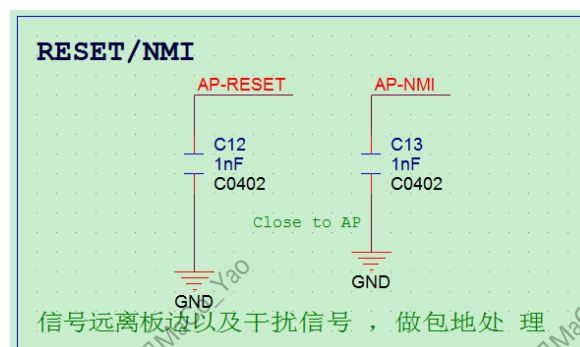 RESET/NMI
AP-RESET
AP-NMI
C12
1nF
C0402
C13
1nF
C0402
Close to AP
GND
GND
信号远离板边以及干扰信号 ，做包地处 理